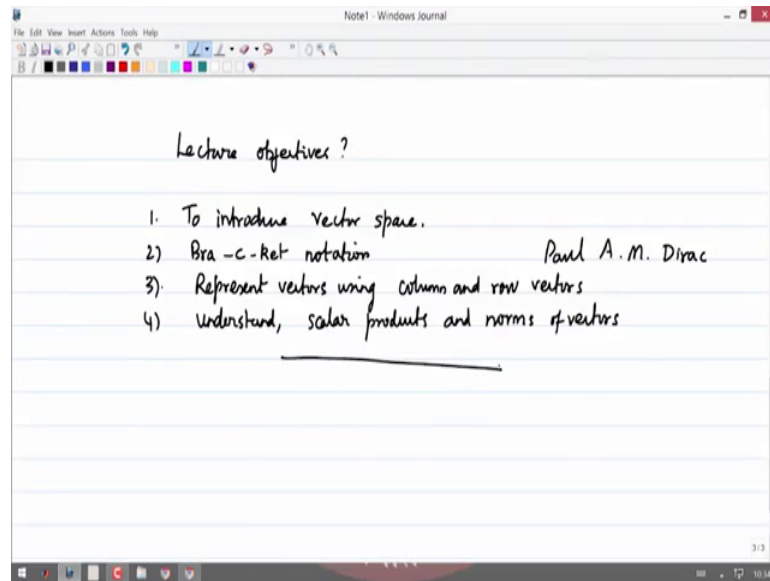 Note1 - Windows Journal
File Edit View Insert Actions Tools Help
B I
Lecture objectives?
1. To introduce vector space.
2) Bra-c-ket notation Paul A. M. Dirac
3). Represent vectors using column and row vectors
4) understand, scalar products and norms of vectors
3/3